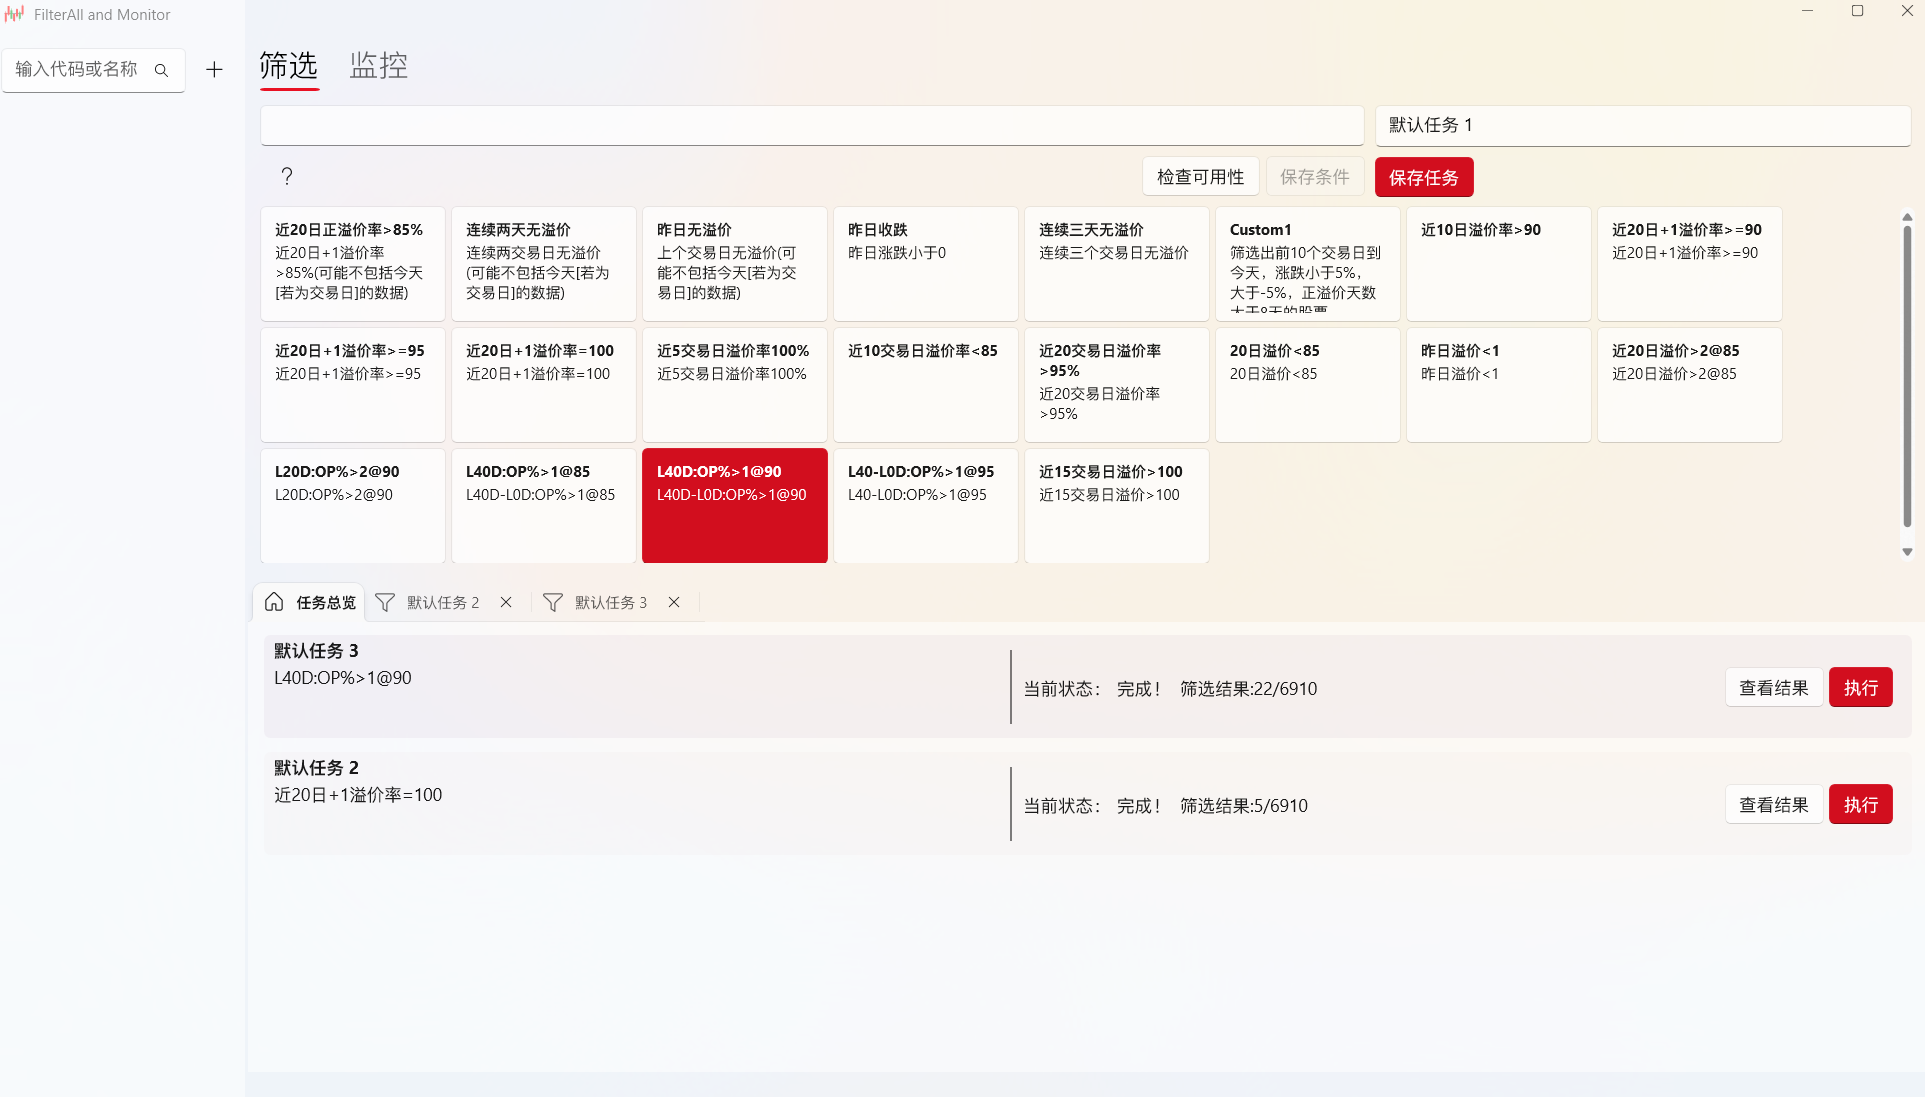 FilterAll and Monitor
输入代码或名称
筛选
监控
默认任务 1
?
检查可用性
保存条件
保存任务
近20日正溢价率>85%
近20日+1溢价率
>85%(可能不包括今天
[若为交易日]的数据)
连续两天无溢价
连续两交易日无溢价
(可能不包括今天[若为
交易日]的数据)
昨日无溢价
上个交易日无溢价(可
能不包括今天[若为交
易日]的数据)
昨日收跌
昨日涨跌小于0
连续三天无溢价
连续三个交易日无溢价
Custom1
筛选出前10个交易日到
今天，涨跌小于5%，
大于-5%，正溢价天数
大于8天的股票
近10日溢价率>90
近20日+1溢价率>=90
近20日+1溢价率>=90
近20日+1溢价率>=95
近20日+1溢价率>=95
近20日+1溢价率=100
近20日+1溢价率=100
近5交易日溢价率100%
近5交易日溢价率100%
近10交易日溢价率<85
近20交易日溢价率
>95%
近20交易日溢价率
>95%
20日溢价<85
20日溢价<85
昨日溢价<1
昨日溢价<1
近20日溢价>2@85
近20日溢价>2@85
L20D:OP%>2@90
L20D:OP%>2@90
L40D:OP%>1@85
L40D-L0D:OP%>1@85
L40D:OP%>1@90
L40D-L0D:OP%>1@90
L40-L0D:OP%>1@95
L40-L0D:OP%>1@95
近15交易日溢价>100
近15交易日溢价>100
任务总览
默认任务 2
默认任务 3
默认任务 3
L40D:OP%>1@90
当前状态： 完成！ 筛选结果:22/6910
查看结果
执行
默认任务 2
近20日+1溢价率=100
当前状态： 完成！ 筛选结果:5/6910
查看结果
执行